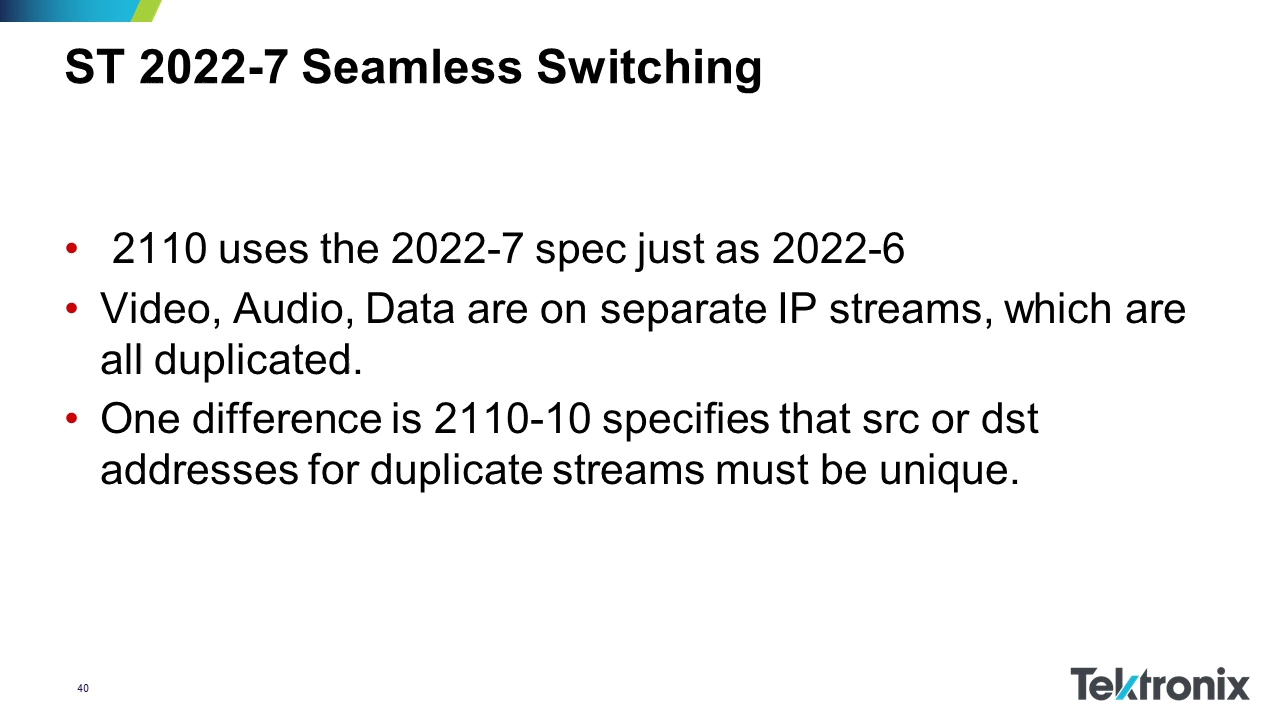 ST 2022-7 Seamless Switching
• 2110 uses the 2022-7 spec just as 2022-6
• Video, Audio, Data are on separate IP streams, which are
all duplicated.
• One difference is 2110-10 specifies that src or dst
addresses for duplicate streams must be unique.
40
Tektronix